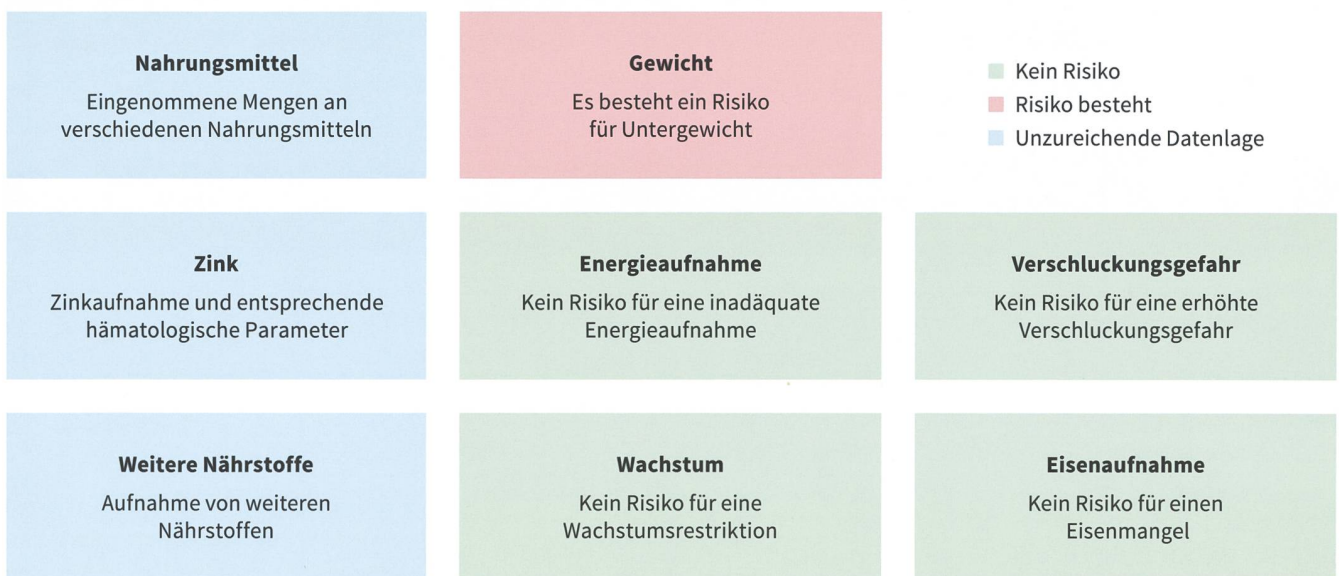 Nahrungsmittel
Eingenommene Mengen an
verschiedenen Nahrungsmitteln
Gewicht
Es besteht ein Risiko
für Untergewicht
Kein Risiko
Risiko besteht
Unzureichende Datenlage
Zink
Zinkaufnahme und entsprechende
hämatologische Parameter
Energieaufnahme
Kein Risiko für eine inadäquate
Energieaufnahme
Verschluckungsgefahr
Kein Risiko für eine erhöhte
Verschluckungsgefahr
Weitere Nährstoffe
Aufnahme von weiteren
Nährstoffen
Wachstum
Kein Risiko für eine
Wachstumsrestriktion
Eisenaufnahme
Kein Risiko für einen
Eisenmangel